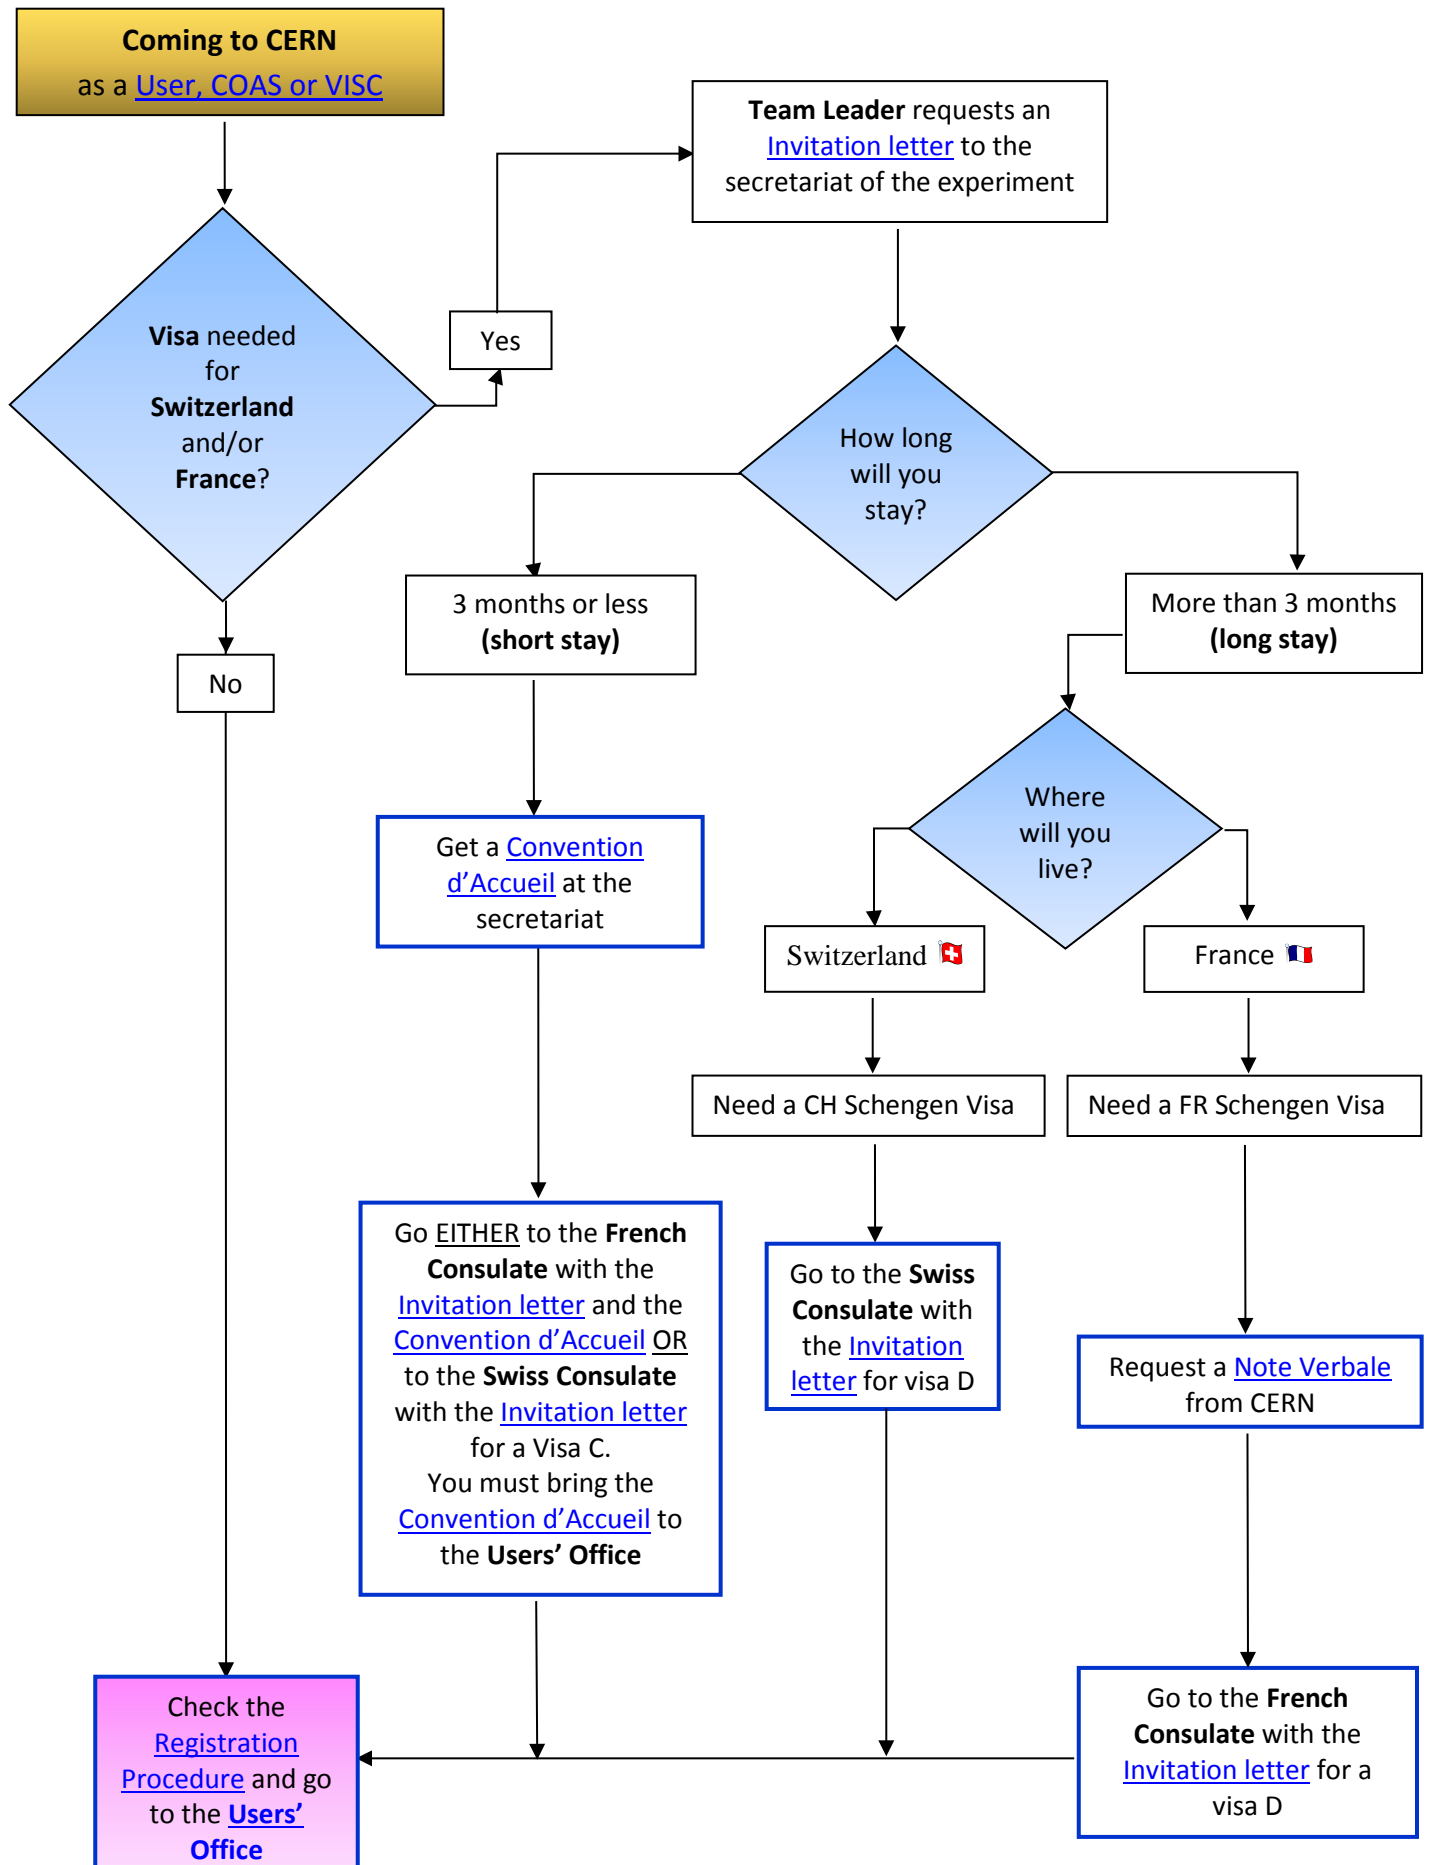 Coming to CERN
as a User, COAS or VISC
Team Leader requests an
Invitation letter to the
secretariat of the experiment
Yes
Visa needed
for
Switzerland
and/or
France?
How long
will you
stay?
3 months or less
(short stay)
More than 3 months
(long stay)
No
Where
will you
live?
Get a Convention
d’Accueil at the
secretariat
Switzerland
France
Need a CH Schengen Visa
Need a FR Schengen Visa
Go EITHER to the French
Consulate with the
Invitation letter and the
Convention d’Accueil OR
to the Swiss Consulate
with the Invitation letter
for a Visa C.
You must bring the
Convention d’Accueil to
the Users’ Office
Go to the Swiss
Consulate with
the Invitation
letter for visa D
Request a Note Verbale
from CERN
Check the
Registration
Procedure and go
to the Users’
Office
Go to the French
Consulate with the
Invitation letter for a
visa D